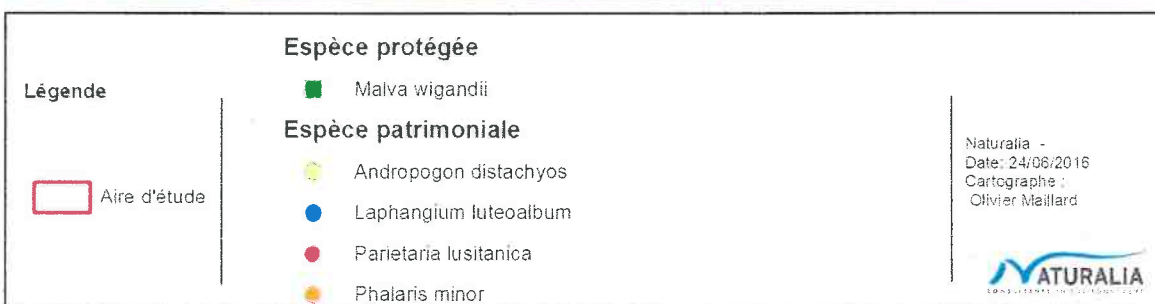 Légende
Aire d'étude
Espèce protégée
Malva wigandii
Espèce patrimoniale
Andropogon distachyos
Laphangium luteoalbum
Parietaria lusitanica
Phalaris minor
Naturalia -
Date: 24/06/2016
Cartographe :
Olivier Maillard
NATURALIA